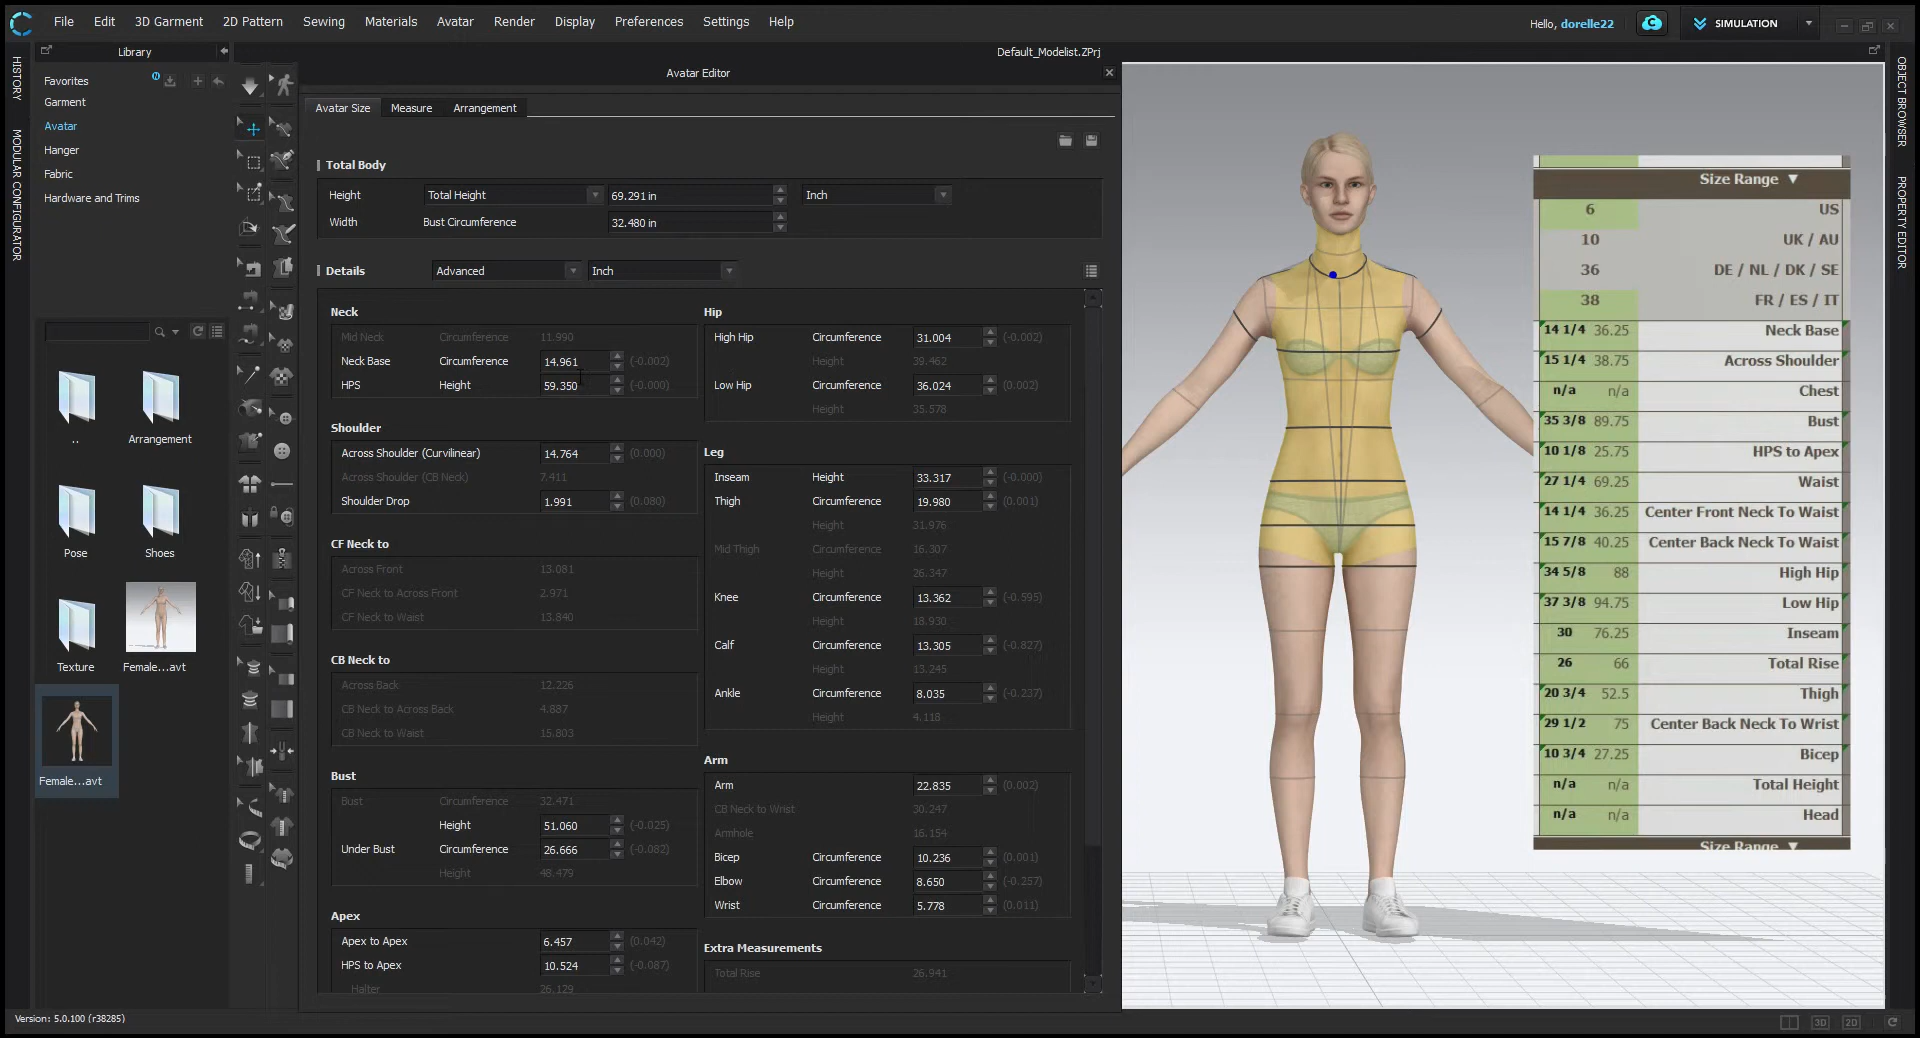 File Edit 3D Garment 2D Pattern Sewing Materials Avatar Render Display Preferences Settings Help
Hello, dorelle22
SIMULATION
Library
Default_Modelist.ZPrj
HISTORY
MODULAR CONFIGURATOR
OBJECT BROWSER
PROPERTY EDITOR
Favorites
Garment
Avatar
Hanger
Fabric
Hardware and Trims
..
Arrangement
Pose
Shoes
Texture
Female...avt
Female...avt
Avatar Editor
Avatar Size Measure Arrangement
Total Body
Height Total Height 69.291 in Inch
Width Bust Circumference 32.480 in
Details Advanced Inch
Neck
Mid Neck Circumference 11.990
Neck Base Circumference 14.961 (-0.002)
HPS Height 59.350 (-0.000)
Shoulder
Across Shoulder (Curvilinear) 14.764 (0.000)
Across Shoulder (CB Neck) 7.411
Shoulder Drop 1.991 (0.080)
CF Neck to
Across Front 13.081
CF Neck to Across Front 2.971
CF Neck to Waist 13.840
CB Neck to
Across Back 12.226
CB Neck to Across Back 4.887
CB Neck to Waist 15.803
Bust
Bust Circumference 32.471
Height 51.060 (-0.025)
Under Bust Circumference 26.666 (-0.082)
Height 48.479
Apex
Apex to Apex 6.457 (0.042)
HPS to Apex 10.524 (-0.087)
Halter 26.129
Hip
High Hip Circumference 31.004 (-0.002)
Height 39.462
Low Hip Circumference 36.024 (0.002)
Height 35.578
Leg
Inseam Height 33.317 (-0.000)
Thigh Circumference 19.980 (0.001)
Height 31.976
Mid Thigh Circumference 16.307
Height 26.347
Knee Circumference 13.362 (-0.595)
Height 18.930
Calf Circumference 13.305 (-0.827)
Height 13.245
Ankle Circumference 8.035 (-0.237)
Height 4.118
Arm
Arm 22.835 (0.002)
CB Neck to Wrist 30.247
Armhole 16.154
Bicep Circumference 10.236 (0.001)
Elbow Circumference 8.650 (-0.257)
Wrist Circumference 5.778 (0.011)
Extra Measurements
Total Rise 26.941
Size Range ▼
6 US
10 UK / AU
36 DE / NL / DK / SE
38 FR / ES / IT
14 1/4 36.25 Neck Base
15 1/4 38.75 Across Shoulder
n/a n/a Chest
35 3/8 89.75 Bust
10 1/8 25.75 HPS to Apex
27 1/4 69.25 Waist
14 1/4 36.25 Center Front Neck To Waist
15 7/8 40.25 Center Back Neck To Waist
34 5/8 88 High Hip
37 3/8 94.75 Low Hip
30 76.25 Inseam
26 66 Total Rise
20 3/4 52.5 Thigh
29 1/2 75 Center Back Neck To Wrist
10 3/4 27.25 Bicep
n/a n/a Total Height
n/a n/a Head
Size Range ▼
Version: 5.0.100 (r38285)
3D 2D